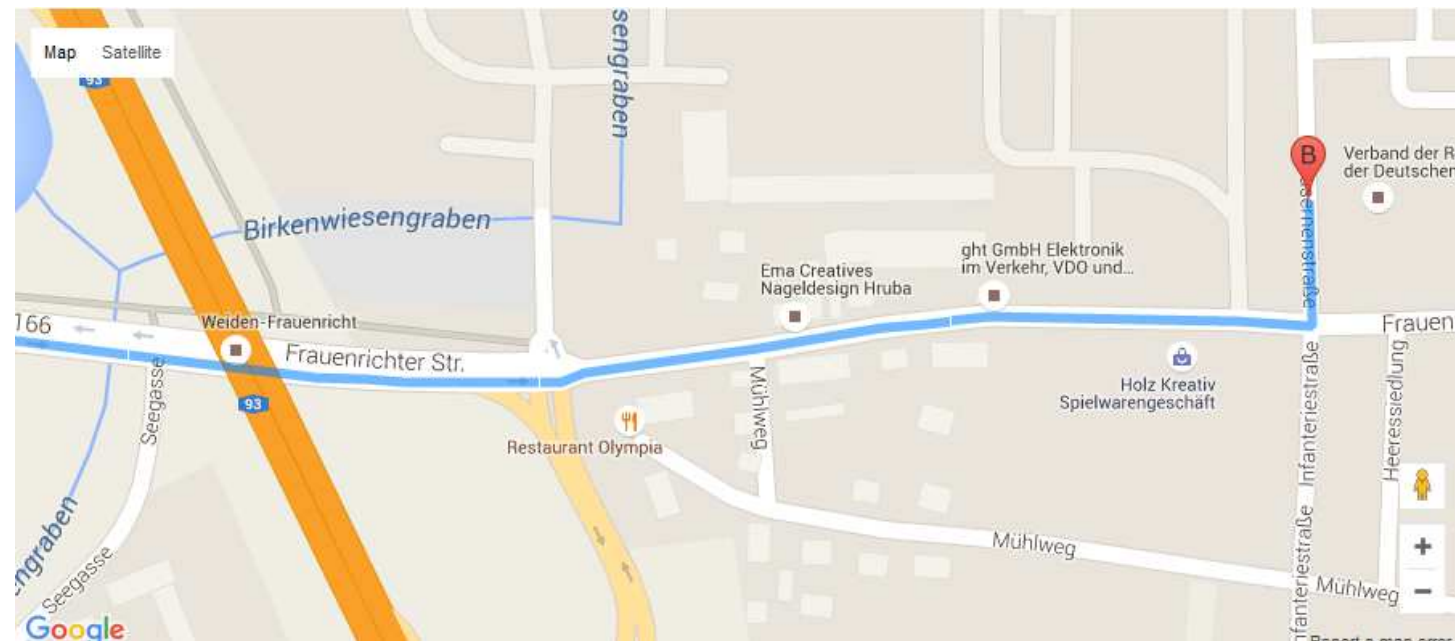 Map Satellite
93
sengraben
B
Verband der R
der Deutschen
Birkenwiesengraben
ght GmbH Elektronik
im Verkehr, VDO und...
Ema Creatives
Nageldesign Hruba
166
Weiden-Frauenricht
Frauenrichter Str.
Frauen
93
Seegasse
Mühlweg
Holz Kreativ
Spielwarengeschäft
Restaurant Olympia
Infanteriestraße
Heeressiedlung
engraben
Seegasse
Mühlweg
Mühlweg
nfanteriestraße
+
−
Google